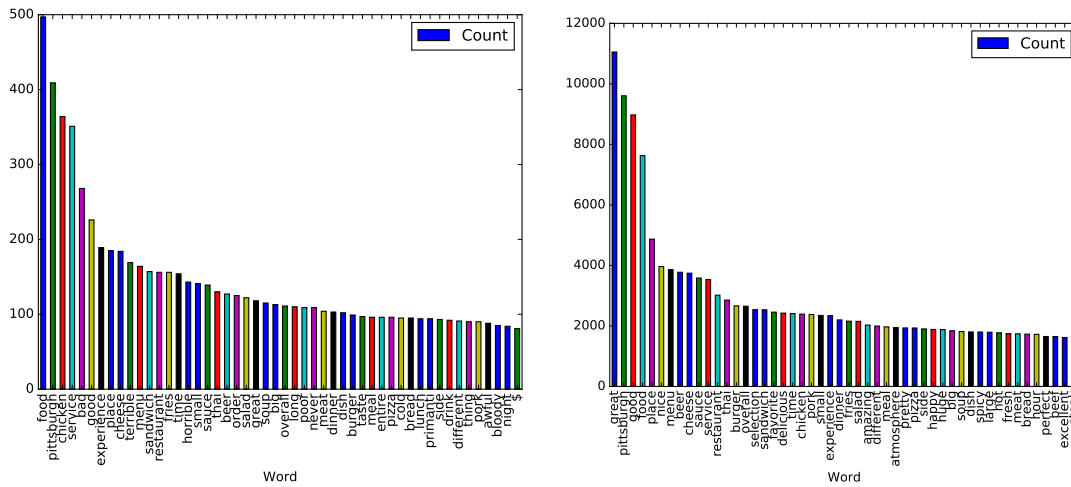 500
400
300
200
100
0
Count
food
pittsburgh
chicken
service
bad
good
experience
place
cheese
terrible
menu
sandwich
restaurant
fries
time
horrible
small
sauce
thai
beer
order
salad
great
soup
big
overall
long
poor
never
meat
dinner
dish
burger
taste
meal
entire
pizza
cold
bread
lunch
primanti
side
drink
different
thing
pork
awful
bloody
night
$
Word
12000
10000
8000
6000
4000
2000
0
Count
great
pittsburgh
good
food
place
nice
menu
beer
cheese
sauce
service
restaurant
thai
burger
overall
selection
sandwich
favorite
delicious
time
chicken
pork
small
experience
dinner
fries
salad
amazing
different
meal
atmosphere
pretty
pizza
side
happy
huge
big
soup
dish
spicy
large
hot
fresh
meat
bread
hour
perfect
beef
excellent
Word